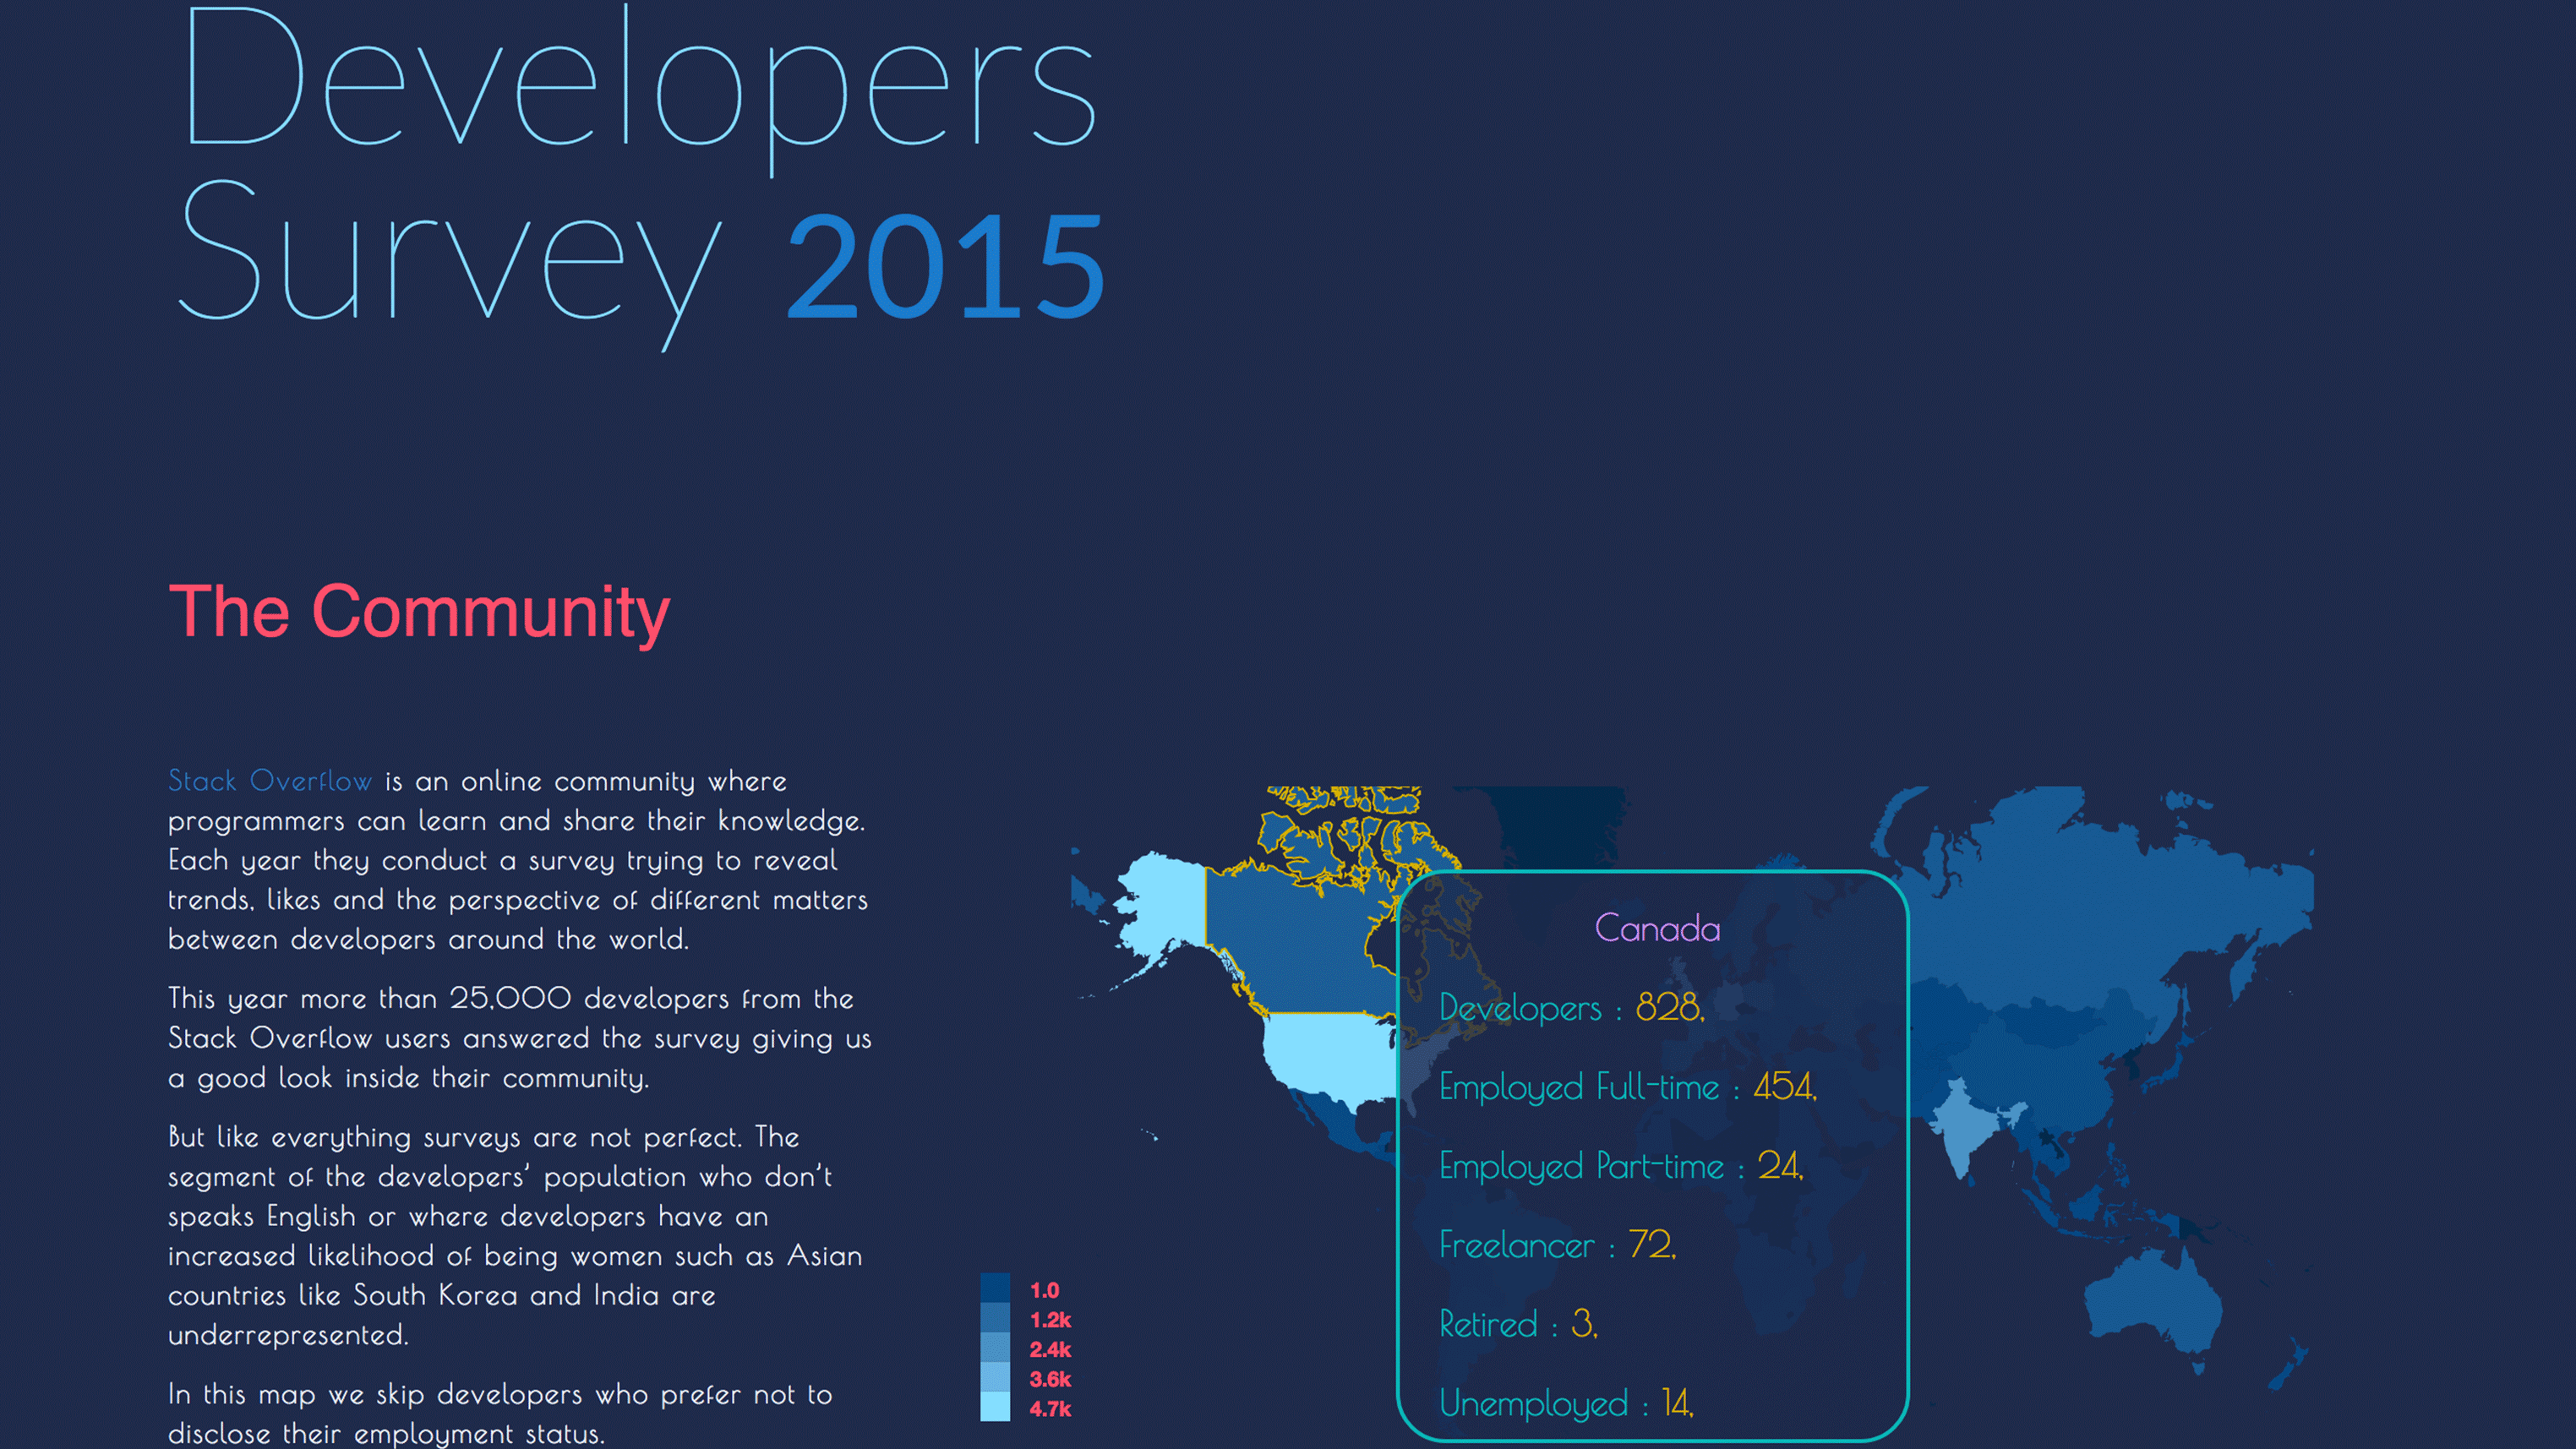 Developers
Survey 2015
The Community
Stack Overflow is an online community where
programmers can learn and share their knowledge.
Each year they conduct a survey trying to reveal
trends, likes and the perspective of different matters
between developers around the world.
This year more than 25,000 developers from the
Stack Overflow users answered the survey giving us
a good look inside their community.
But like everything surveys are not perfect. The
segment of the developers’ population who don’t
speaks English or where developers have an
increased likelihood of being women such as Asian
countries like South Korea and India are
underrepresented.
In this map we skip developers who prefer not to
disclose their employment status.
1.0
1.2k
2.4k
3.6k
4.7k
Canada
Developers : 828,
Employed Full-time : 454,
Employed Part-time : 24,
Freelancer : 72,
Retired : 3,
Unemployed : 14,